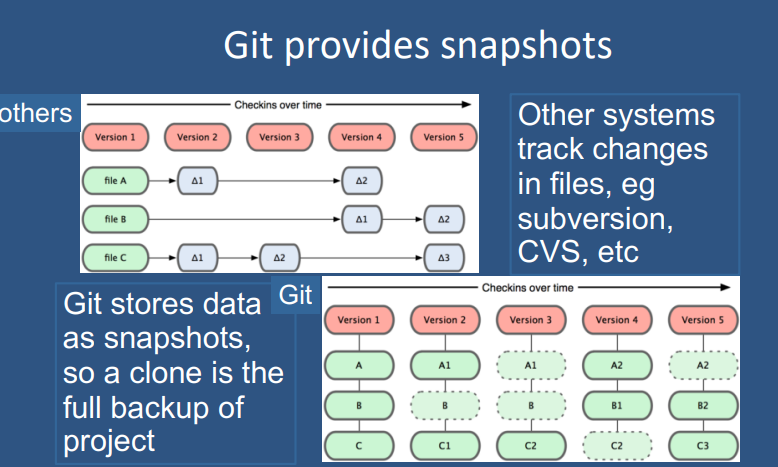 Git provides snapshots
others
Checkins over time
Version 1 Version 2 Version 3 Version 4 Version 5
file A Δ1 Δ2
file B Δ1 Δ2
file C Δ1 Δ2 Δ3
Other systems
track changes
in files, eg
subversion,
CVS, etc
Git stores data
as snapshots,
so a clone is the
full backup of
project
Git
Checkins over time
Version 1 Version 2 Version 3 Version 4 Version 5
A A1 A1 A2 A2
B B B B1 B2
C C1 C2 C2 C3